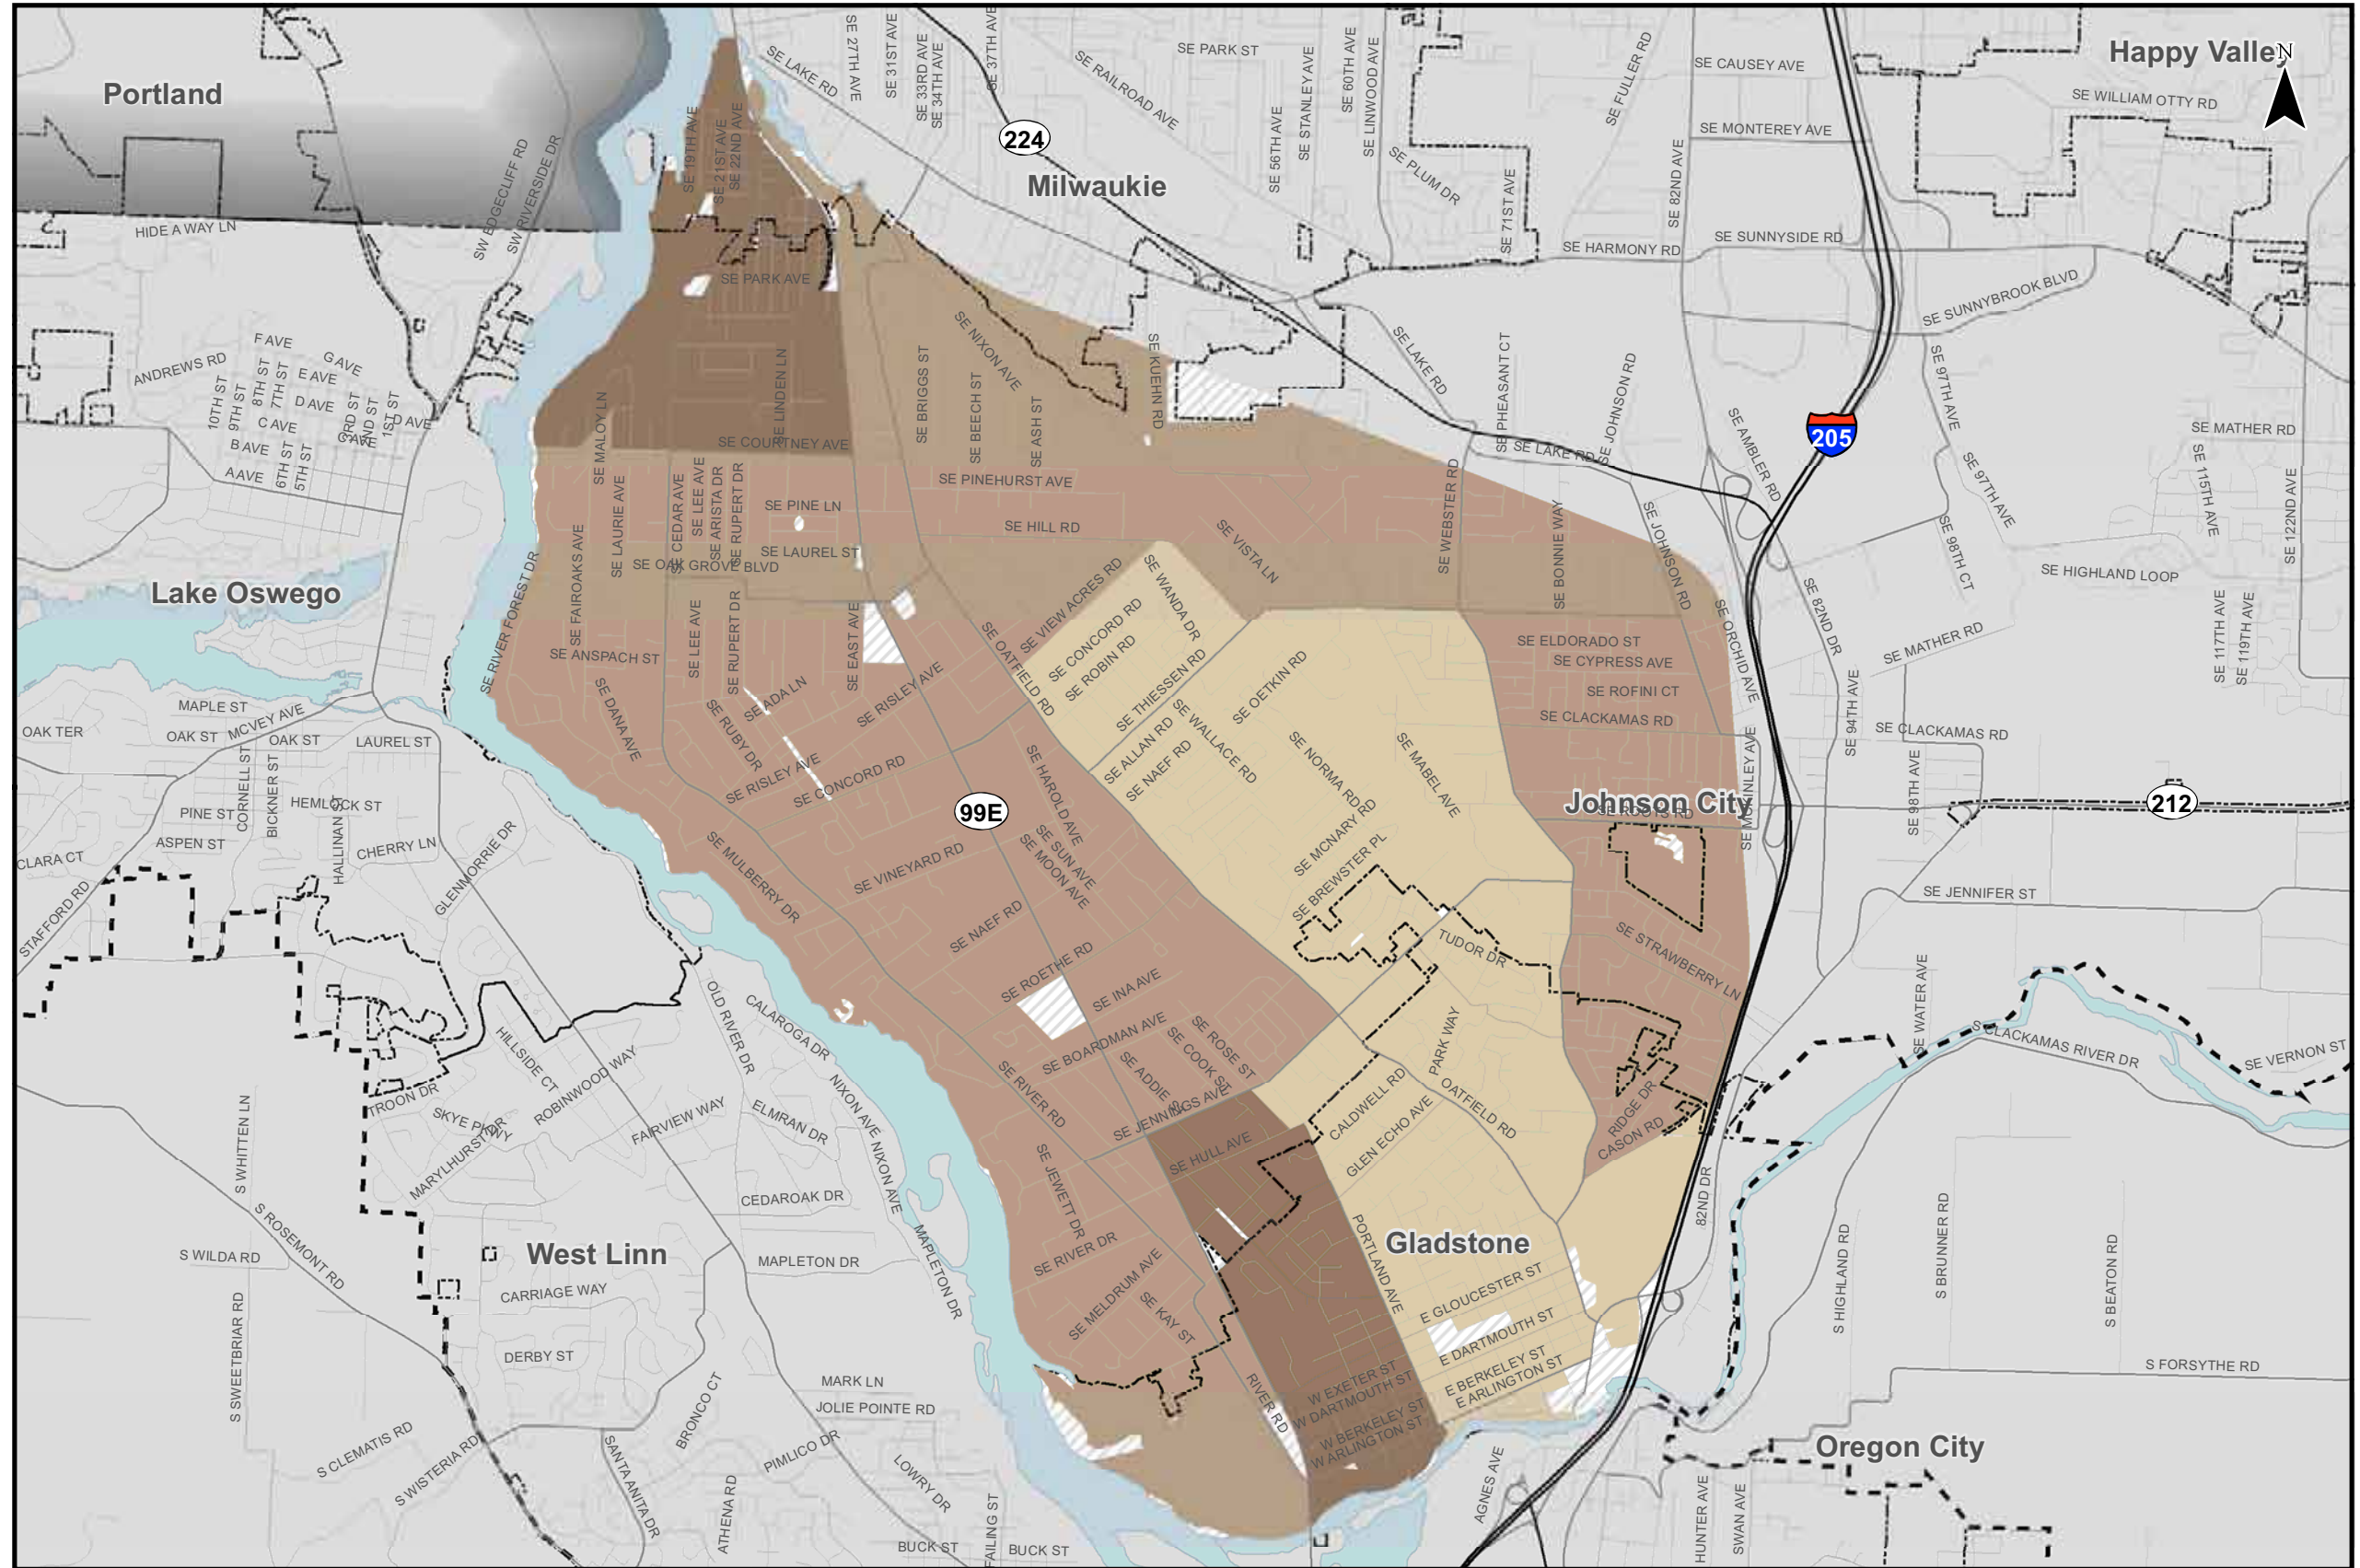 Portland
Happy Valley
N
Milwaukie
224
SE LAKE RD
SE 27TH AVE
SE 31ST AVE
SE 33RD AVE
SE 34TH AVE
SE 37TH AVE
SE RAILROAD AVE
SE PARK ST
SE 56TH AVE
SE STANLEY AVE
SE 60TH AVE
SE LINWOOD AVE
SE PLUM DR
SE 71ST AVE
SE FULLER RD
SE 82ND AVE
SE CAUSEY AVE
SE MONTEREY AVE
SE WILLIAM OTTY RD
SE HARMONY RD
SE SUNNYSIDE RD
SE SUNNYBROOK BLVD
SW EDGECLIFF RD
SW RIVERSIDE DR
SE 19TH AVE
SE 21ST AVE
SE 22ND AVE
HIDE A WAY LN
SE PARK AVE
ANDREWS RD
F AVE
G AVE
E AVE
D AVE
C AVE
B AVE
A AVE
10TH ST
9TH ST
8TH ST
7TH ST
6TH ST
5TH ST
3RD ST
2ND ST
1ST ST
D AVE
C AVE
SE MALOY LN
SE LINDEN LN
SE COURTNEY AVE
SE BRIGGS ST
SE BEECH ST
SE NIXON AVE
SE ASH ST
SE KUEHN RD
SE LAKE RD
SE PHEASANT CT
SE JOHNSON RD
SE LAKE RD
SE AMBLER RD
205
SE 97TH AVE
SE 97TH AVE
SE 98TH CT
SE MATHER RD
SE 115TH AVE
SE 122ND AVE
SE HIGHLAND LOOP
SE 117TH AVE
SE 119TH AVE
SE MATHER RD
SE LAURIE AVE
SE FAIROAKS AVE
SE CEDAR AVE
SE LEE AVE
SE ARISTA DR
SE RUPERT DR
SE PINE LN
SE LAUREL ST
SE OAK GROVE BLVD
SE PINEHURST AVE
SE HILL RD
SE VISTA LN
SE WEBSTER RD
SE BONNIE WAY
SE JOHNSON RD
SE ORCHID AVE
SE 82ND DR
Lake Oswego
SE RIVER FOREST DR
SE ANSPACH ST
SE LEE AVE
SE RUPERT DR
SE EAST AVE
SE OATFIELD RD
SE VIEW ACRES RD
SE CONCORD RD
SE ROBIN RD
SE WANDA DR
SE THIESSEN RD
SE OETKIN RD
SE ALLAN RD
SE NAEF RD
SE WALLACE RD
SE NORMA RD
SE MABEL AVE
SE MCNARY RD
SE BREWSTER PL
SE ELDORADO ST
SE CYPRESS AVE
SE ROFINI CT
SE CLACKAMAS RD
SE CLACKAMAS RD
SE 94TH AVE
SE 98TH AVE
SE MCKINLEY AVE
Johnson City
SE ROOTS RD
212
SE JENNIFER ST
SE DANA AVE
SE RUBY DR
SE ADA LN
SE RISLEY AVE
SE RISLEY AVE
SE CONCORD RD
99E
SE HAROLD AVE
SE SUN AVE
SE MOON AVE
SE VINEYARD RD
SE MULBERRY DR
SE NAEF RD
SE ROETHE RD
SE INA AVE
SE BOARDMAN AVE
SE ROSE ST
SE COOK ST
SE ADDIE ST
SE JENNINGS AVE
SE RIVER RD
SE HULL AVE
TUDOR DR
SE STRAWBERRY LN
PARK WAY
CALDWELL RD
GLEN ECHO AVE
OATFIELD RD
RIDGE DR
CASON RD
82ND DR
SE WATER AVE
S CLACKAMAS RIVER DR
SE VERNON ST
MAPLE ST
MCVEY AVE
OAK TER
OAK ST
OAK ST
LAUREL ST
CORNELL ST
BICKNER ST
HEMLOCK ST
HALLINAN ST
PINE ST
ASPEN ST
CHERRY LN
CLARA CT
STAFFORD RD
GLENMORRIE DR
OLD RIVER DR
CALAROGA DR
HILLSIDE CT
ROBINWOOD WAY
TROON DR
SKYE PKWY
MARYLHURST DR
FAIRVIEW WAY
ELMRAN DR
NIXON AVE
NIXON AVE
CEDAROAK DR
MAPLETON DR
MAPLETON DR
S WHITTEN LN
S ROSEMONT RD
S WILDA RD
West Linn
CARRIAGE WAY
S SWEETBRIAR RD
DERBY ST
S CLEMATIS RD
S WISTERIA RD
SANTA ANITA DR
BRONCO CT
ATHENA RD
PIMLICO DR
MARK LN
JOLIE POINTE RD
LOWRY DR
BUCK ST
FAILING ST
BUCK ST
SE JEWETT DR
SE RIVER DR
SE MELDRUM AVE
SE KAY ST
RIVER RD
PORTLAND AVE
Gladstone
E GLOUCESTER ST
E DARTMOUTH ST
E BERKELEY ST
E ARLINGTON ST
W EXETER ST
W DARTMOUTH ST
W BERKELEY ST
W ARLINGTON ST
AGNES AVE
Oregon City
HUNTER AVE
SWAN AVE
S HIGHLAND RD
S BRUNNER RD
S BEATON RD
S FORSYTHE RD